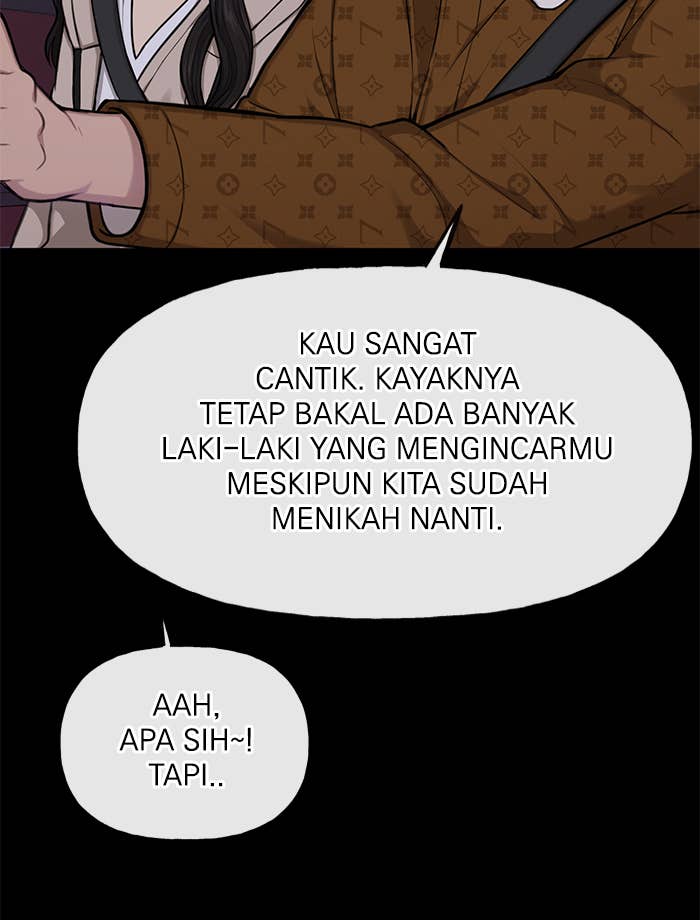 KAU SANGAT
CANTIK. KAYAKNYA
TETAP BAKAL ADA BANYAK
LAKI-LAKI YANG MENGINCARMU
MESKIPUN KITA SUDAH
MENIKAH NANTI.
AAH,
APA SIH~!
TAPI..